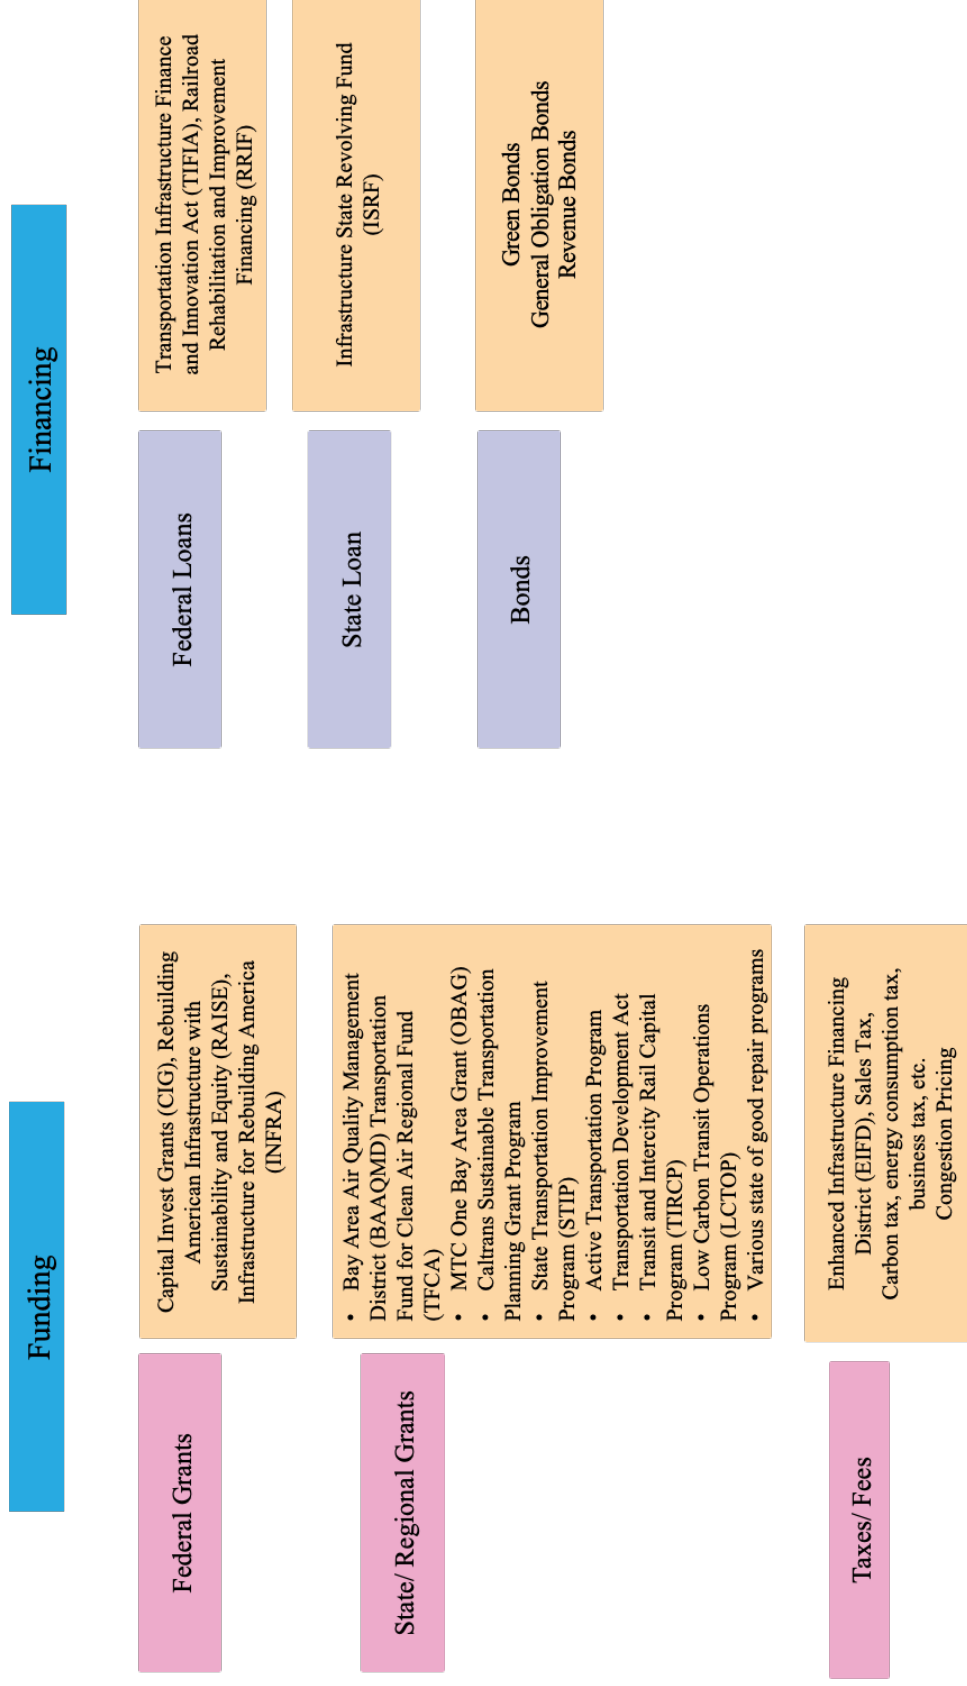 Funding
Federal Grants
Capital Invest Grants (CIG), Rebuilding
American Infrastructure with
Sustainability and Equity (RAISE),
Infrastructure for Rebuilding America
(INFRA)
State/ Regional Grants
• Bay Area Air Quality Management
District (BAAQMD) Transportation
Fund for Clean Air Regional Fund
(TFCA)
• MTC One Bay Area Grant (OBAG)
• Caltrans Sustainable Transportation
Planning Grant Program
• State Transportation Improvement
Program (STIP)
• Active Transportation Program
• Transportation Development Act
• Transit and Intercity Rail Capital
Program (TIRCP)
• Low Carbon Transit Operations
Program (LCTOP)
• Various state of good repair programs
Taxes/ Fees
Enhanced Infrastructure Financing
District (EIFD), Sales Tax,
Carbon tax, energy consumption tax,
business tax, etc.
Congestion Pricing
Financing
Federal Loans
Transportation Infrastructure Finance
and Innovation Act (TIFIA), Railroad
Rehabilitation and Improvement
Financing (RRIF)
State Loan
Infrastructure State Revolving Fund
(ISRF)
Bonds
Green Bonds
General Obligation Bonds
Revenue Bonds